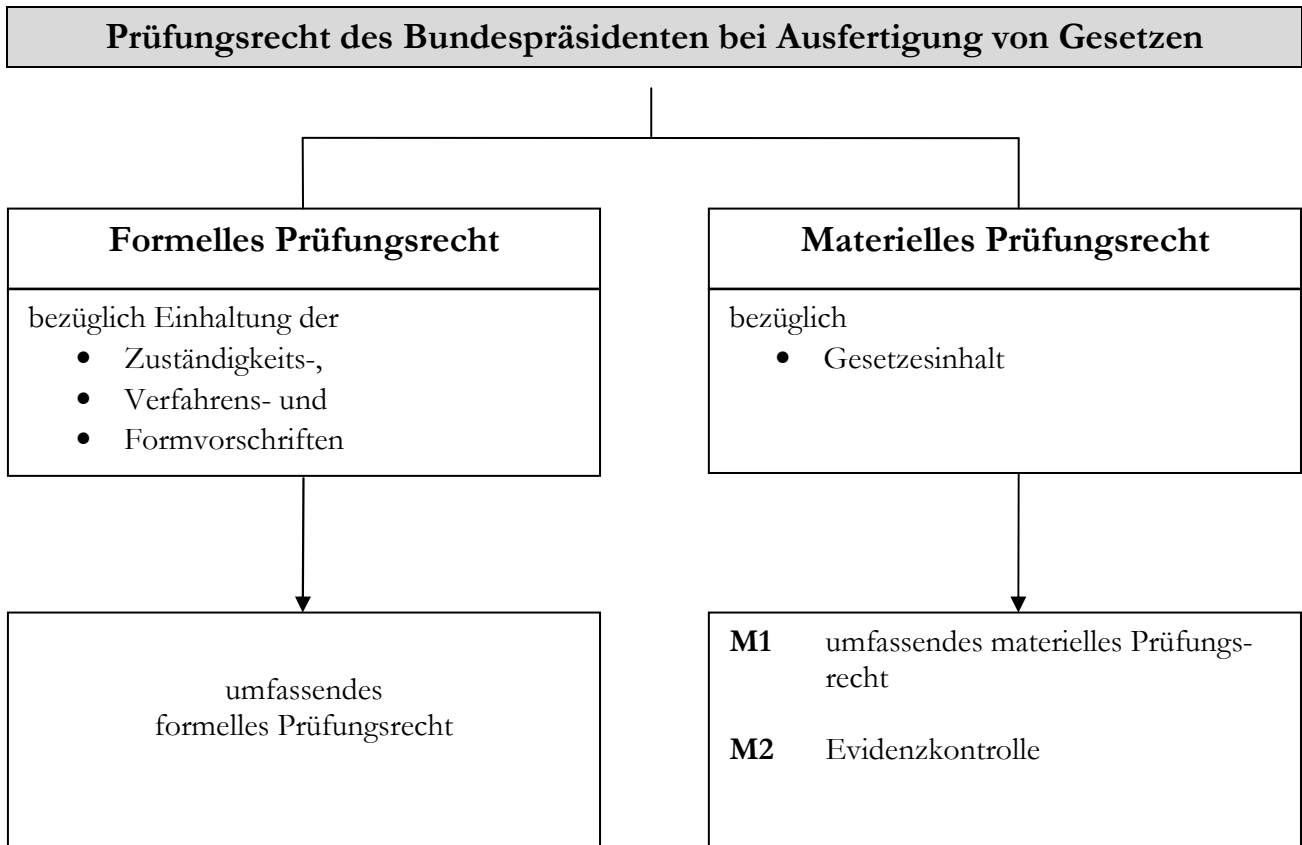 Prüfungsrecht des Bundespräsidenten bei Ausfertigung von Gesetzen
Formelles Prüfungsrecht
bezüglich Einhaltung der
• Zuständigkeits-,
• Verfahrens- und
• Formvorschriften
umfassendes
formelles Prüfungsrecht
Materielles Prüfungsrecht
bezüglich
• Gesetzesinhalt
M1 umfassendes materielles Prüfungs-
recht
M2 Evidenzkontrolle